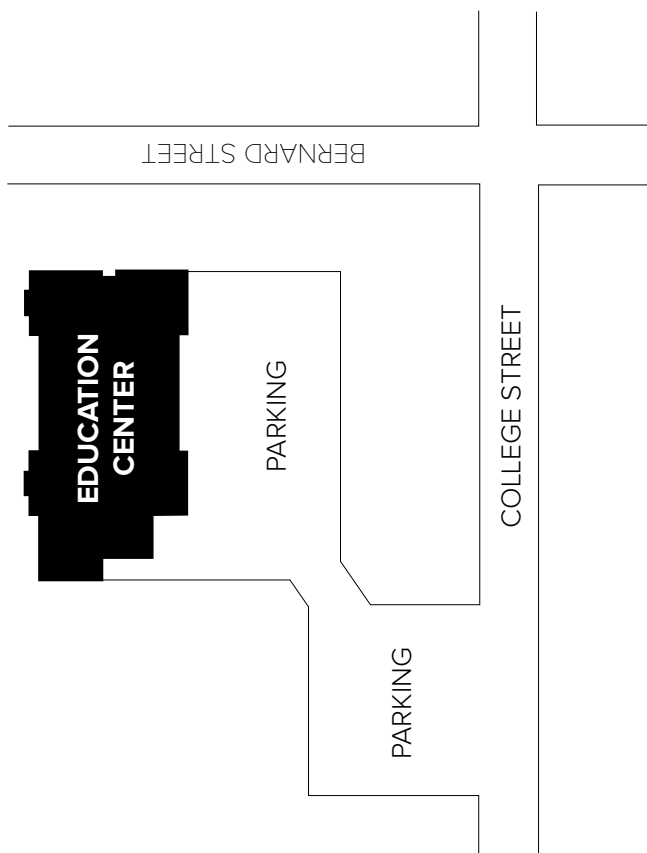 BERNARD STREET
EDUCATION
CENTER
PARKING
COLLEGE STREET
PARKING